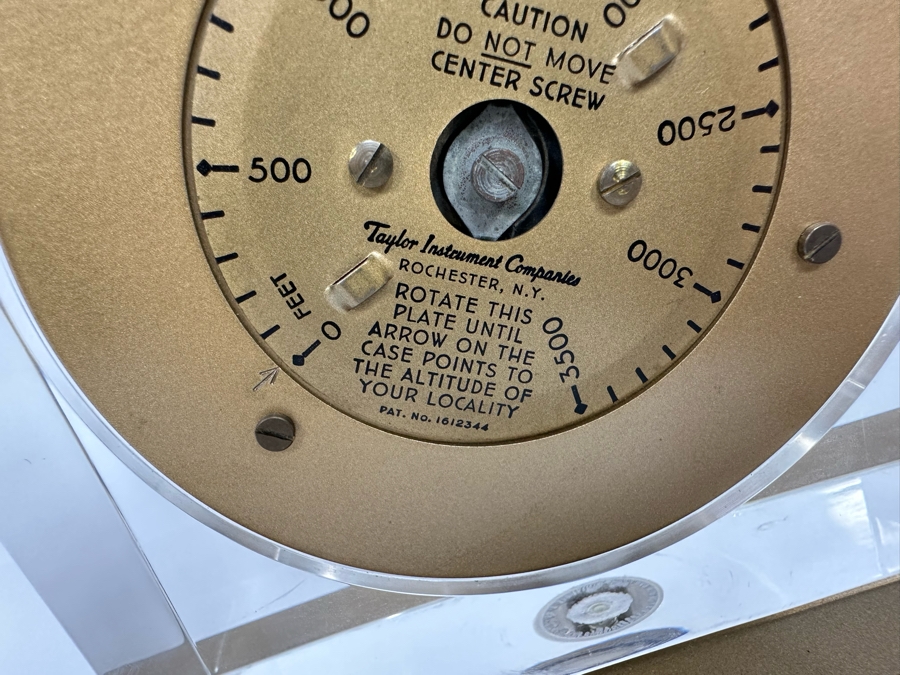 CAUTION
DO NOT MOVE
CENTER SCREW
2500
500
3000
Taylor Instrument Companies
ROCHESTER, N.Y.
FEET
0
3500
ROTATE THIS
PLATE UNTIL
ARROW ON THE
CASE POINTS TO
THE ALTITUDE OF
YOUR LOCALITY
PAT. NO. 1612344